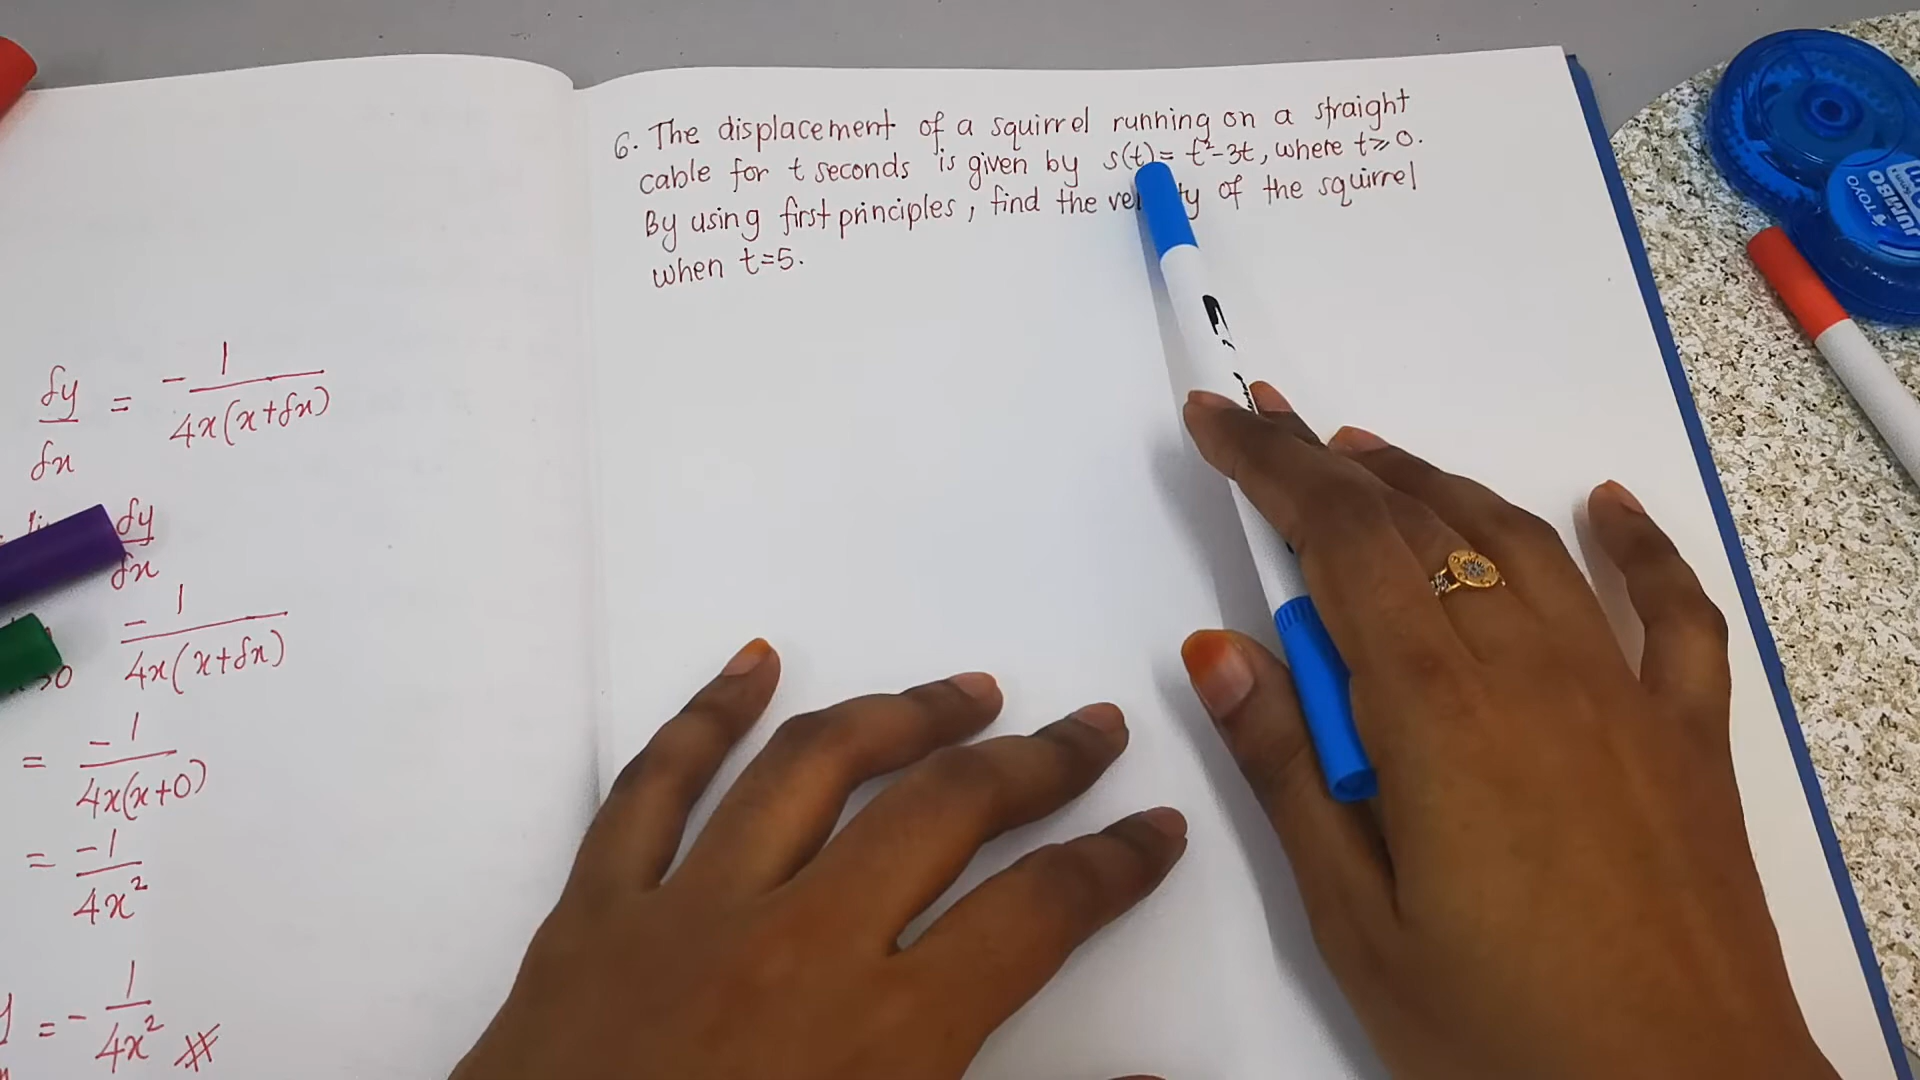 δy/δx = -1/4x(x+δx)
δy/δx
-1/4x(x+δx)
= -1/4x(x+0)
= -1/4x²
= -1/4x² #
6. The displacement of a squirrel running on a straight
cable for t seconds is given by s(t)= t²-3t, where t≥0.
By using first principles, find the of the squirrel
when t=5.
TOYO
JUMBO